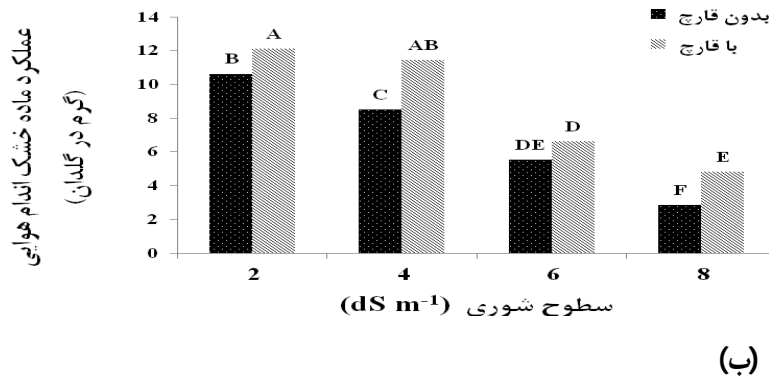 بدون قارچ
با قارچ
عملکرد ماده خشک اندام هوایی
(گرم در گلدان)
14
12
10
8
6
4
2
0
B
A
C
AB
DE
D
F
E
2
4
6
8
سطوح شوری (dS m⁻¹)
(ب)